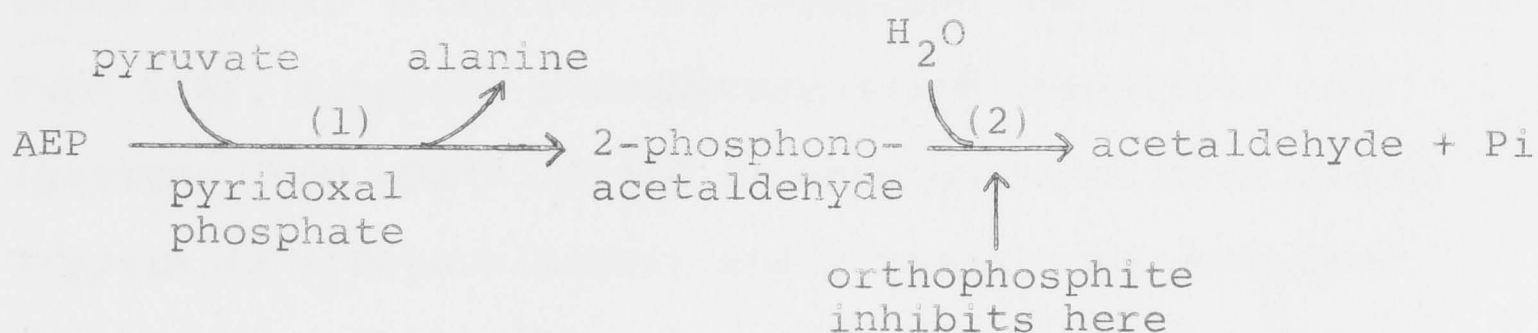 H2O
pyruvate alanine
(1) (2)
AEP 2-phosphono- acetaldehyde + Pi
pyridoxal acetaldehyde
phosphate
orthophosphite
inhibits here